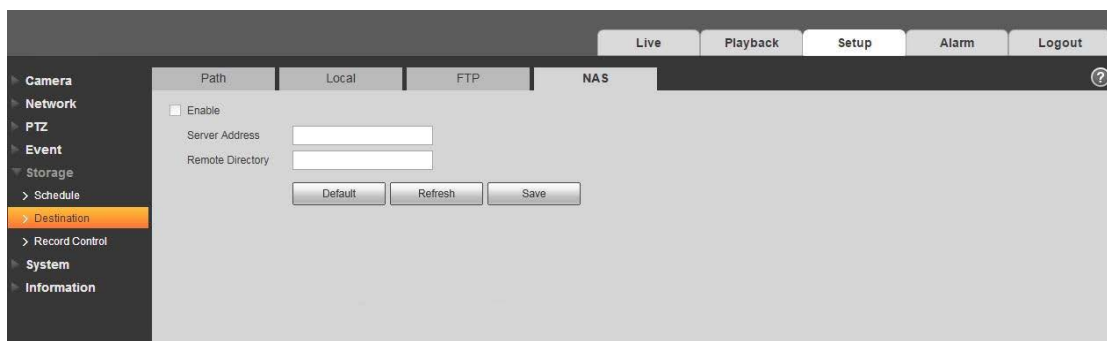 Live Playback Setup Alarm Logout
Camera
Network
PTZ
Event
Storage
> Schedule
> Destination
> Record Control
System
Information
Path Local FTP NAS ?
Enable
Server Address
Remote Directory
Default Refresh Save